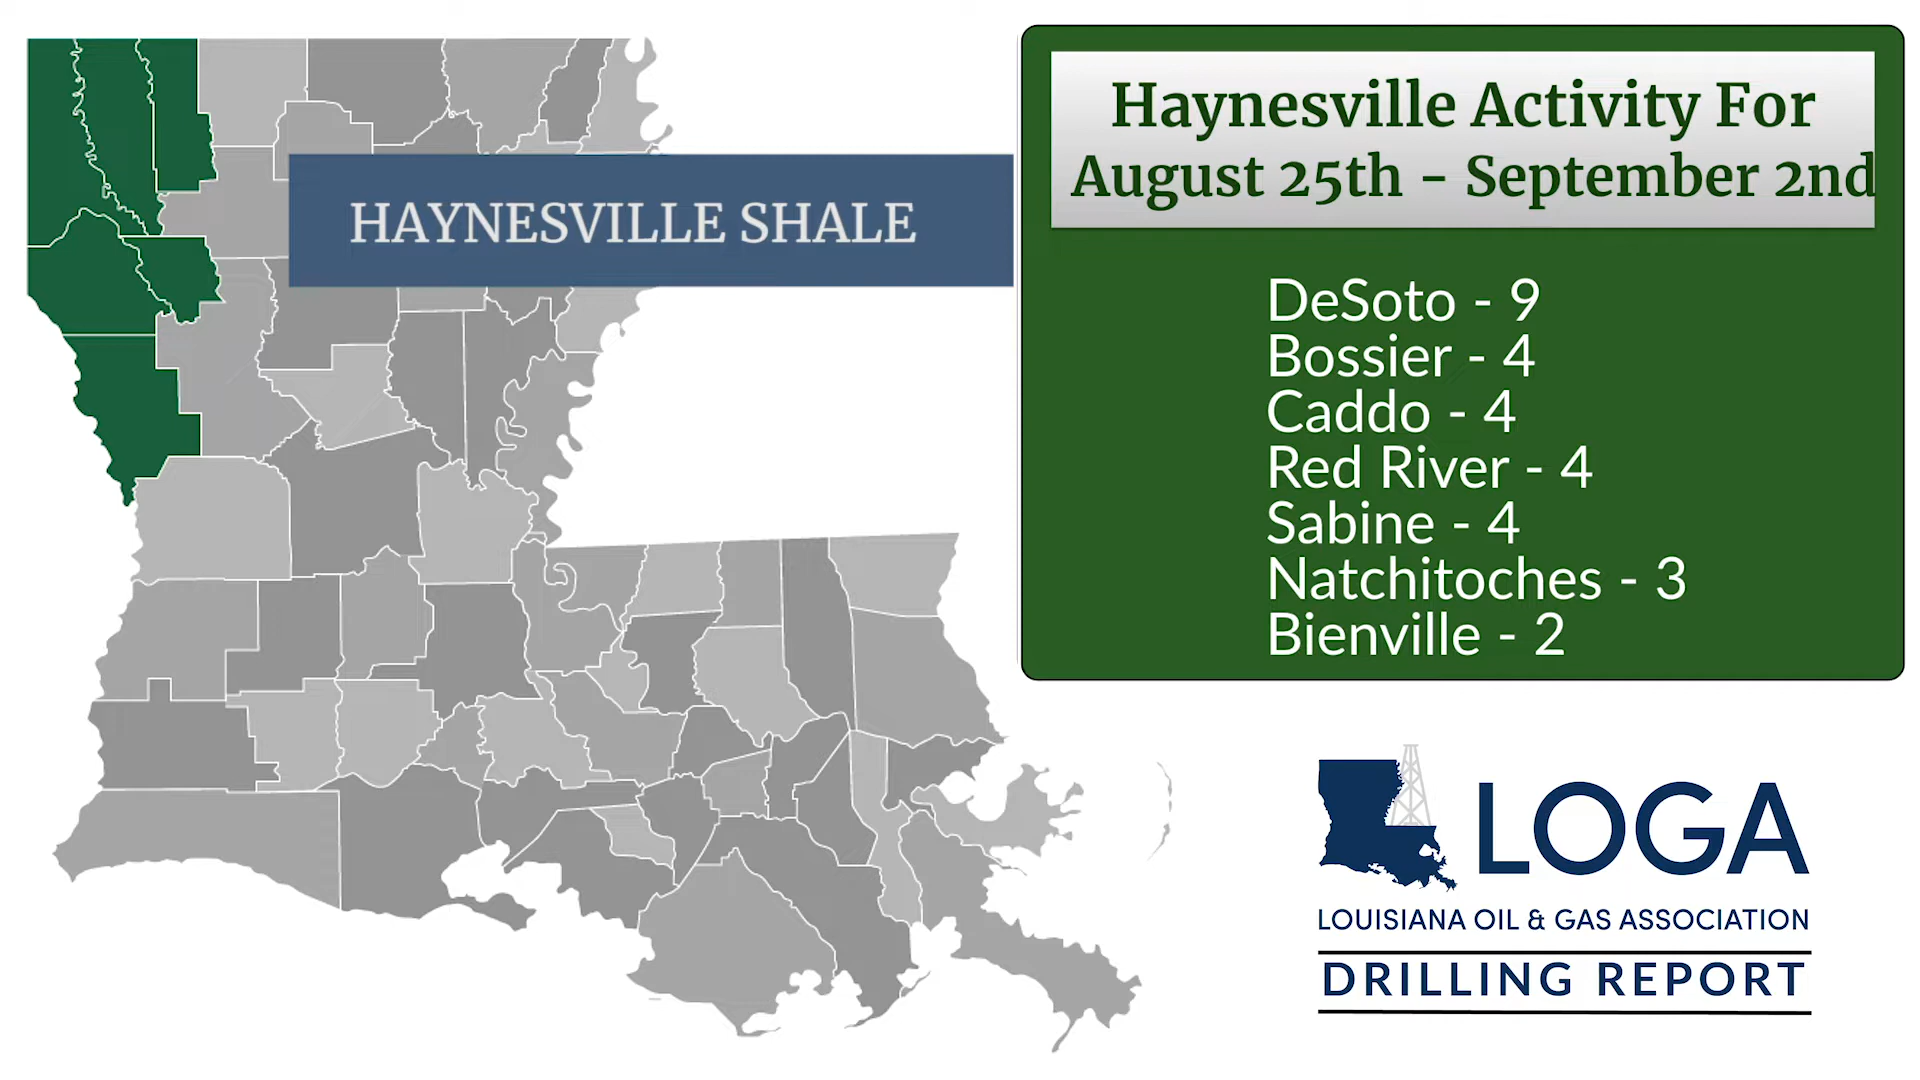 HAYNESVILLE SHALE
Haynesville Activity For
August 25th - September 2nd
DeSoto - 9
Bossier - 4
Caddo - 4
Red River - 4
Sabine - 4
Natchitoches - 3
Bienville - 2
LOGA
LOUISIANA OIL & GAS ASSOCIATION
DRILLING REPORT